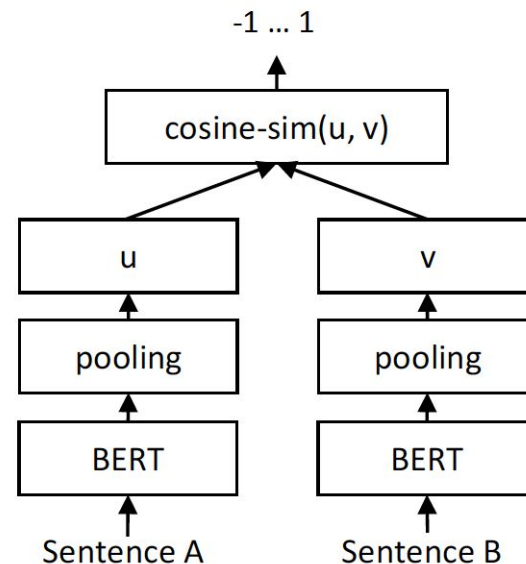 -1 ... 1
cosine-sim(u, v)
u
v
pooling
pooling
BERT
BERT
Sentence A
Sentence B